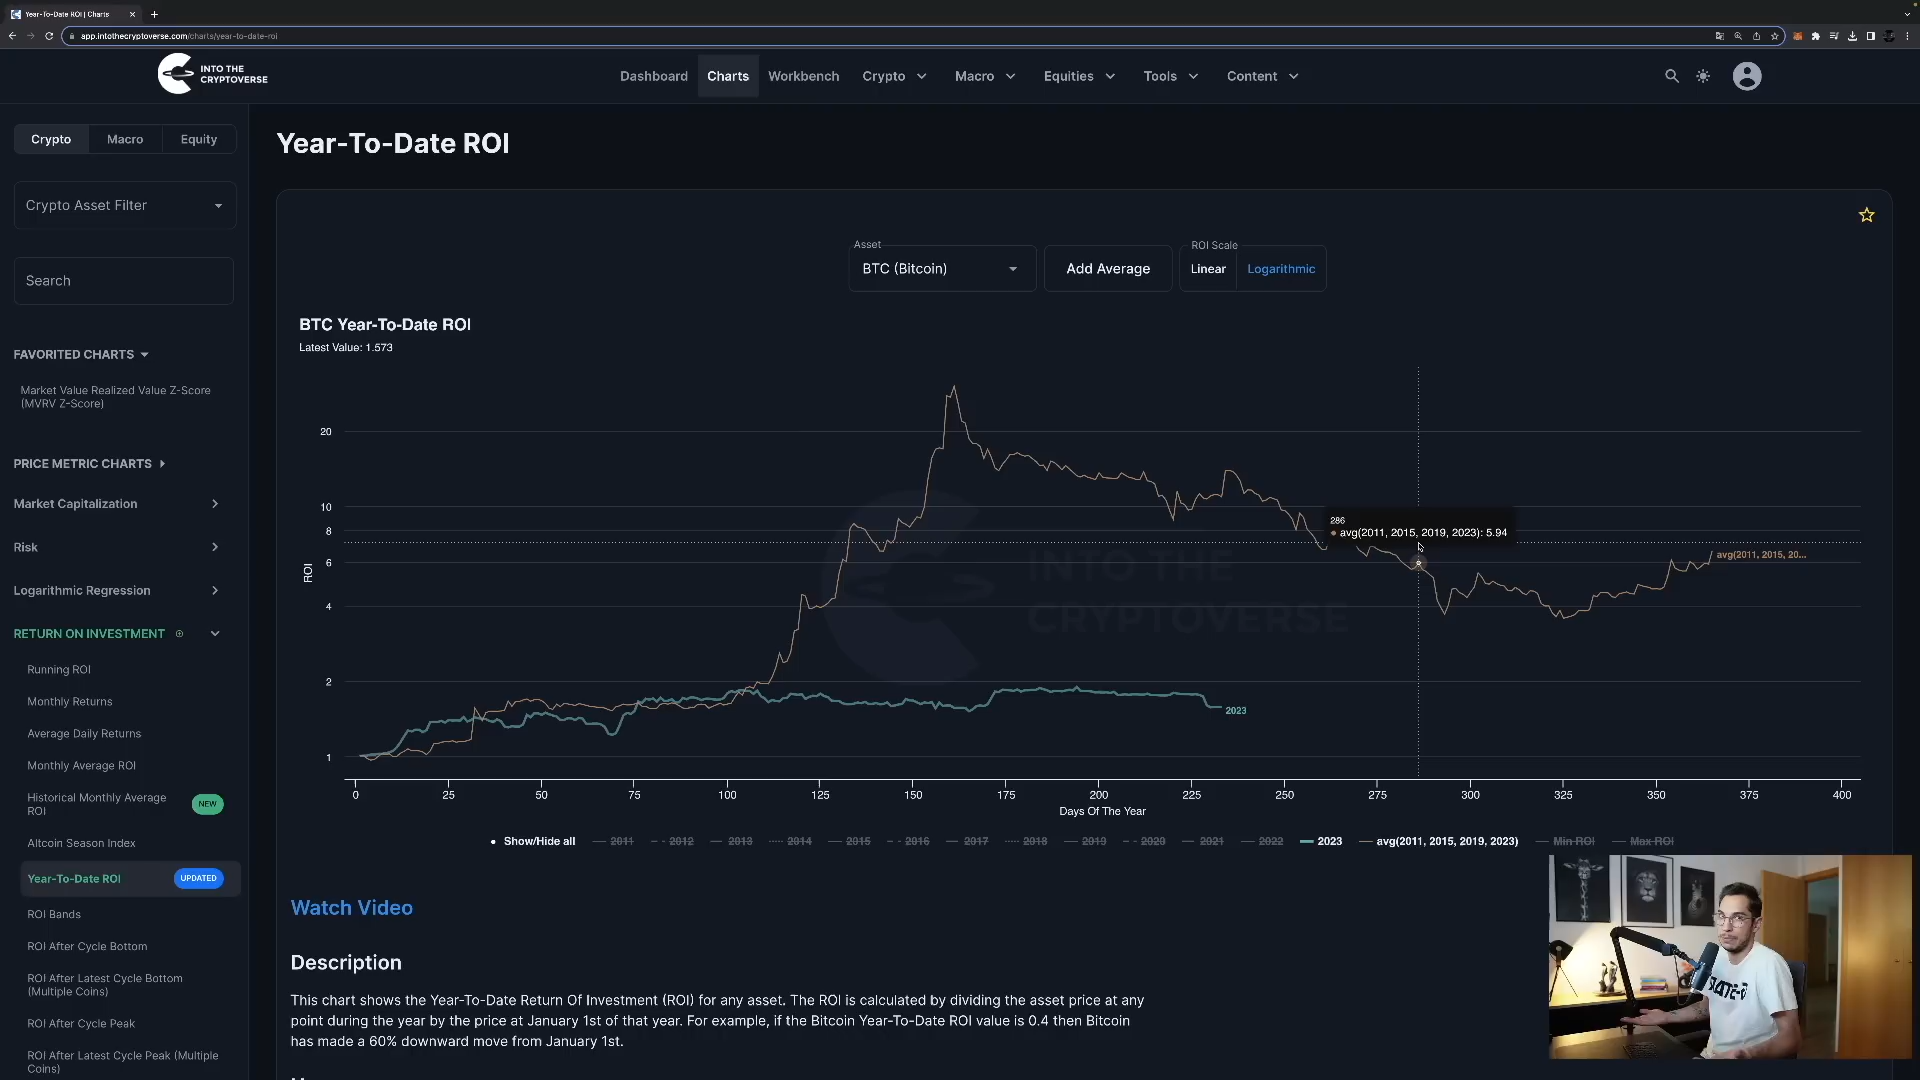 Year-To-Date ROI | Charts
app.intothecryptoverse.com/charts/year-to-date-roi
INTO THE
CRYPTOVERSE
Dashboard
Charts
Workbench
Crypto
Macro
Equities
Tools
Content
Crypto
Macro
Equity
Crypto Asset Filter
Search
FAVORITED CHARTS
Market Value Realized Value Z-Score
(MVRV Z-Score)
PRICE METRIC CHARTS
Market Capitalization
Risk
Logarithmic Regression
RETURN ON INVESTMENT
Running ROI
Monthly Returns
Average Daily Returns
Monthly Average ROI
Historical Monthly Average
ROI
NEW
Altcoin Season Index
Year-To-Date ROI
UPDATED
ROI Bands
ROI After Cycle Bottom
ROI After Latest Cycle Bottom
(Multiple Coins)
ROI After Cycle Peak
ROI After Latest Cycle Peak (Multiple
Coins)
Year-To-Date ROI
Asset
BTC (Bitcoin)
Add Average
ROI Scale
Linear
Logarithmic
BTC Year-To-Date ROI
Latest Value: 1.573
20
10
8
6
4
2
1
ROI
INTO THE
CRYPTOVERSE
286
avg(2011, 2015, 2019, 2023): 5.94
avg(2011, 2015, 20...
2023
0 25 50 75 100 125 150 175 200 225 250 275 300 325 350 375 400
Days Of The Year
Show/Hide all 2011 2012 2013 2014 2015 2016 2017 2018 2019 2020 2021 2022 2023 avg(2011, 2015, 2019, 2023) Min ROI Max ROI
Watch Video
Description
This chart shows the Year-To-Date Return Of Investment (ROI) for any asset. The ROI is calculated by dividing the asset price at any
point during the year by the price at January 1st of that year. For example, if the Bitcoin Year-To-Date ROI value is 0.4 then Bitcoin
has made a 60% downward move from January 1st.